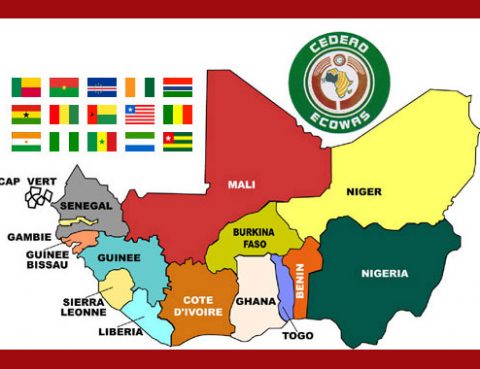 CEDEAO
ECOWAS
MALI
NIGER
CAP VERT
SENEGAL
BURKINA
FASO
GAMBIE
GUINÉE
BISSAU
GUINEE
NIGERIA
BENIN
SIERRA
LEONNE
COTE
D'IVOIRE
GHANA
LIBERIA
TOGO